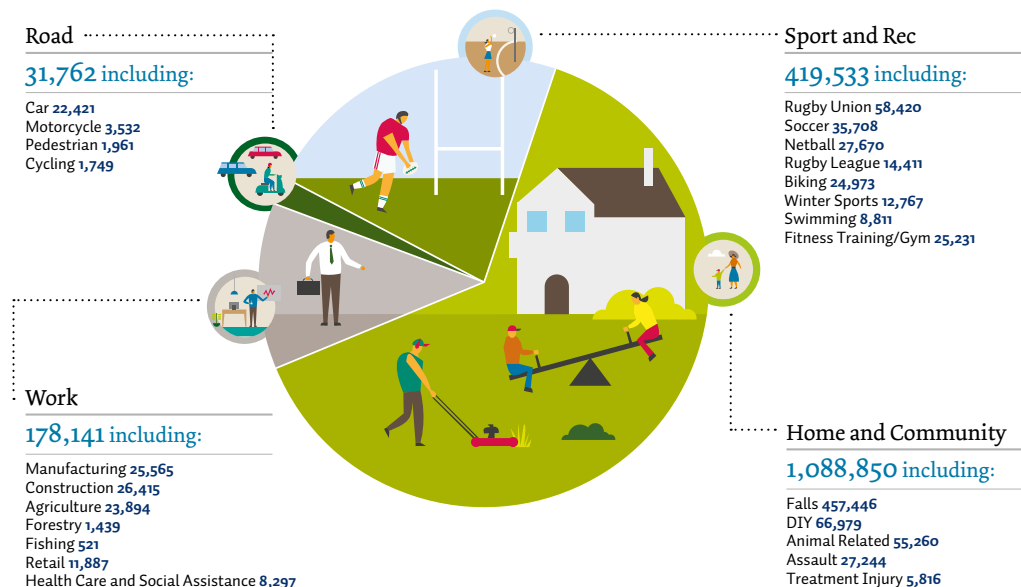 Road
31,762 including:
Car 22,421
Motorcycle 3,532
Pedestrian 1,961
Cycling 1,749
Sport and Rec
419,533 including:
Rugby Union 58,420
Soccer 35,708
Netball 27,670
Rugby League 14,411
Biking 24,973
Winter Sports 12,767
Swimming 8,811
Fitness Training/Gym 25,231
Work
178,141 including:
Manufacturing 25,565
Construction 26,415
Agriculture 23,894
Forestry 1,439
Fishing 521
Retail 11,887
Health Care and Social Assistance 8,297
Home and Community
1,088,850 including:
Falls 457,446
DIY 66,979
Animal Related 55,260
Assault 27,244
Treatment Injury 5,816